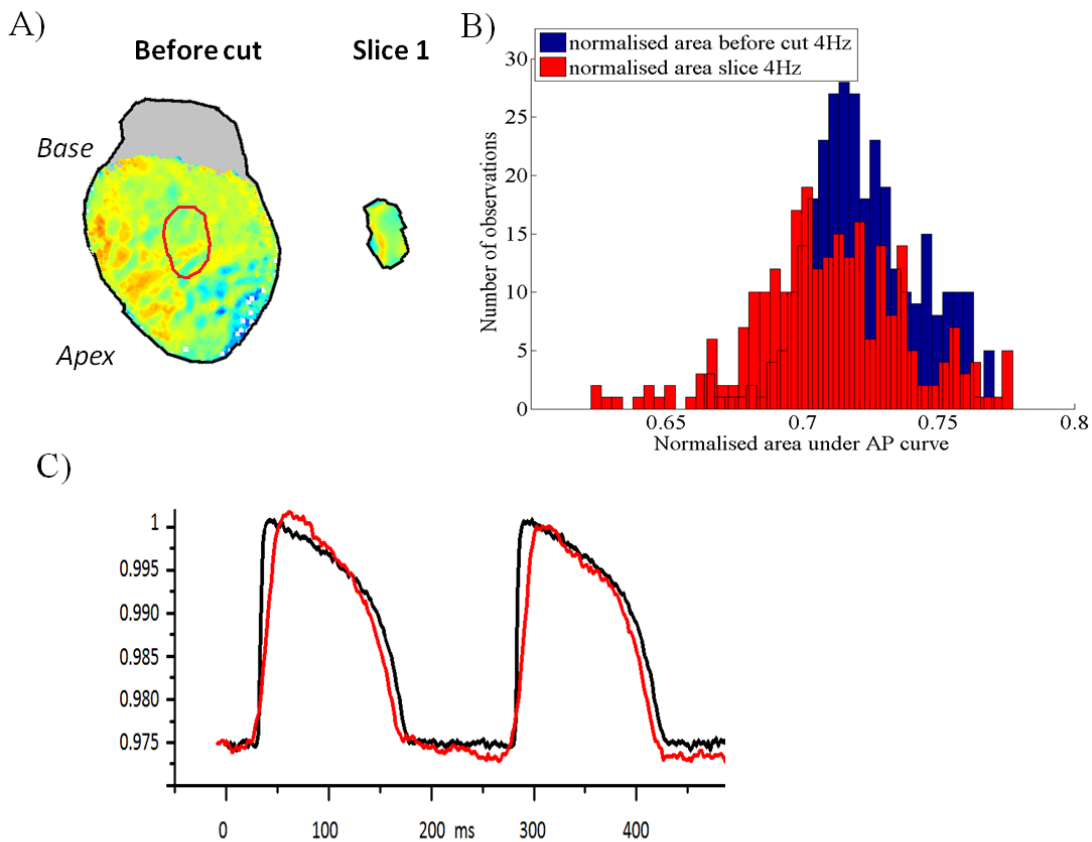 A)
Before cut
Slice 1
Base
Apex
B)
normalised area before cut 4Hz
normalised area slice 4Hz
30
25
20
15
10
5
0
Number of observations
0.65
0.7
0.75
0.8
Normalised area under AP curve
C)
1
0.995
0.990
0.985
0.980
0.975
0
100
200 ms
300
400